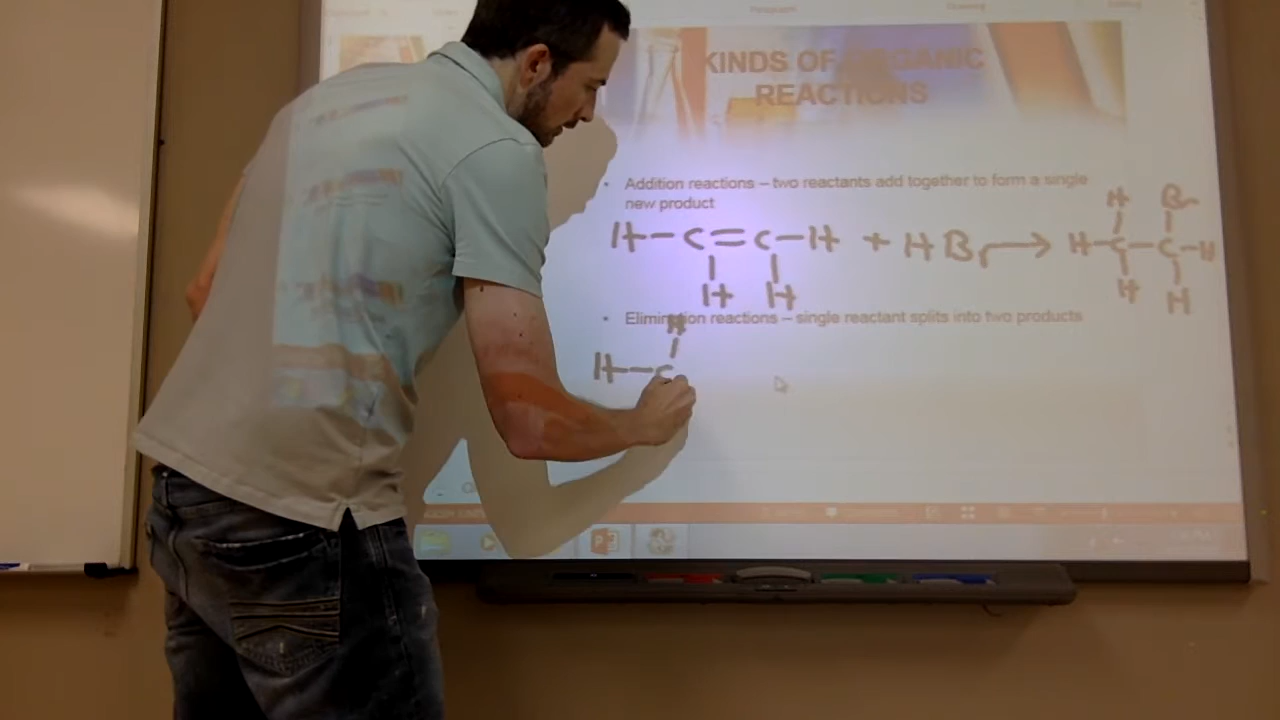 KINDS OF ORGANIC
REACTIONS
• Addition reactions – two reactants add together to form a single
new product
H Br
H–C=C–H + HBr → H–C–C–H
H H H H
• Elimination reactions – single reactant splits into two products
H
H–C